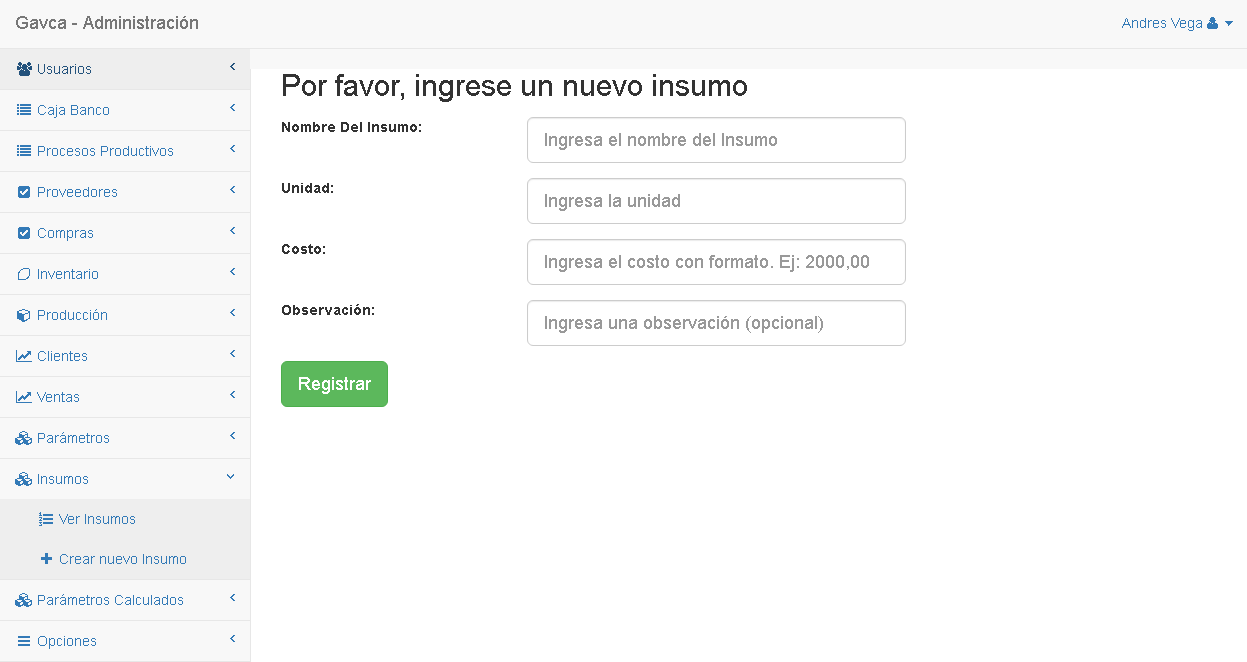 Gavca - Administración
Andres Vega
Usuarios
Caja Banco
Procesos Productivos
Proveedores
Compras
Inventario
Producción
Clientes
Ventas
Parámetros
Insumos
Ver Insumos
Crear nuevo Insumo
Parámetros Calculados
Opciones
Por favor, ingrese un nuevo insumo
Nombre Del Insumo:
Ingresa el nombre del Insumo
Unidad:
Ingresa la unidad
Costo:
Ingresa el costo con formato. Ej: 2000,00
Observación:
Ingresa una observación (opcional)
Registrar